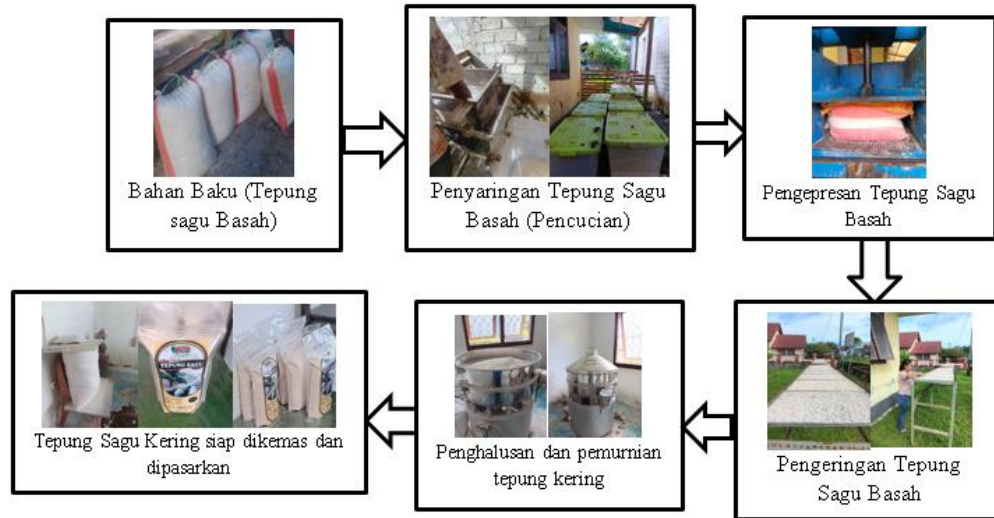 Bahan Baku (Tepung
sagu Basah)
Penyaringan Tepung Sagu
Basah (Pencucian)
Pengepresan Tepung Sagu
Basah
Pengeringan Tepung
Sagu Basah
Penghalusan dan pemurnian
tepung kering
TEPUNG SAGU
Tepung Sagu Kering siap dikemas dan
dipasarkan